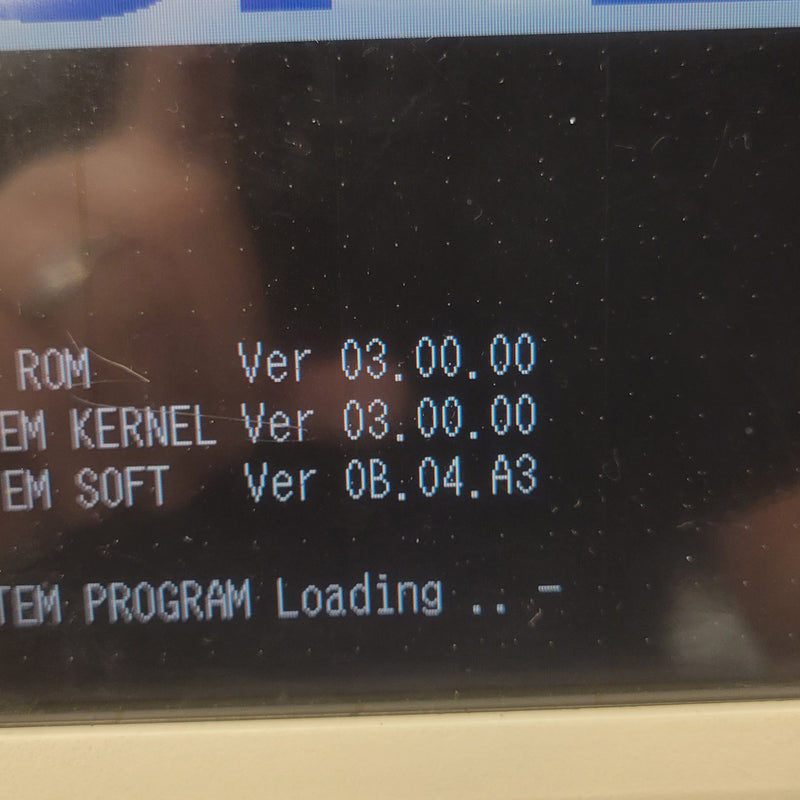 ROM Ver 03.00.00
EM KERNEL Ver 03.00.00
EM SOFT Ver 0B.04.A3
TEM PROGRAM Loading .. -